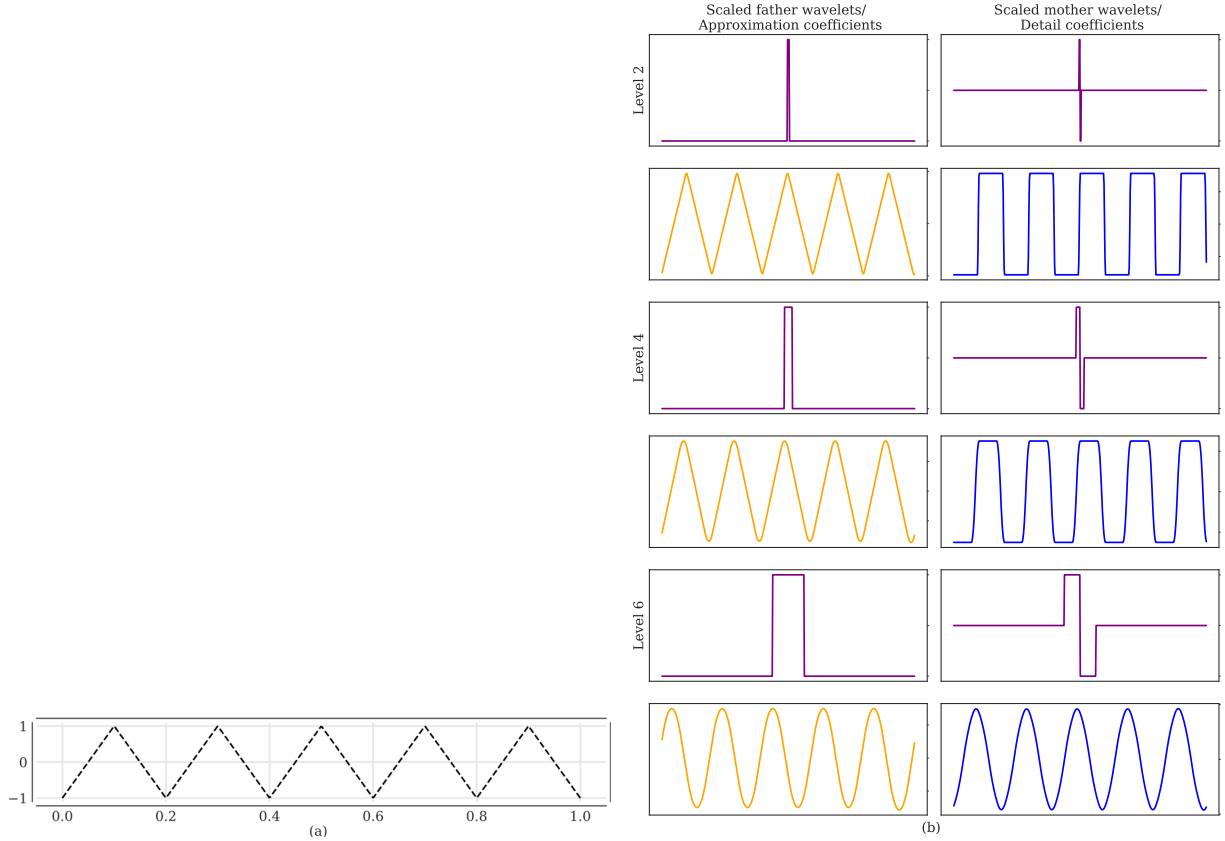 Scaled father wavelets/
Approximation coefficients
Scaled mother wavelets/
Detail coefficients
Level 2
Level 4
Level 6
1
0
−1
0.0 0.2 0.4 0.6 0.8 1.0
(a)
(b)